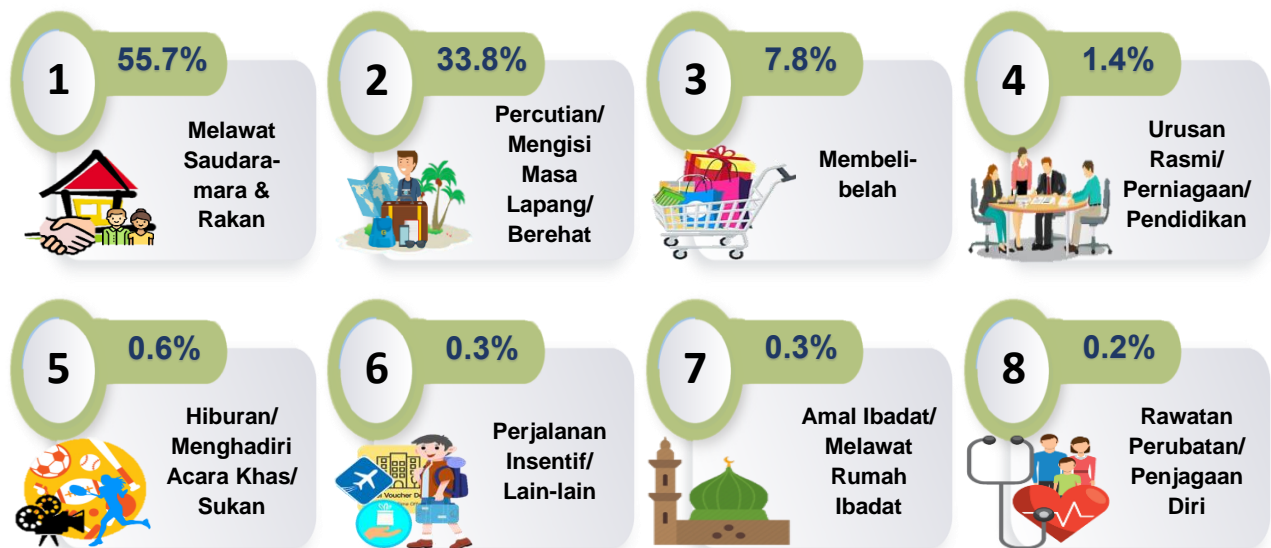 1
55.7%
Melawat
Saudara-
mara &
Rakan
2
33.8%
Percutian/
Mengisi
Masa
Lapang/
Berehat
3
7.8%
Membeli-
belah
4
1.4%
Urusan
Rasmi/
Perniagaan/
Pendidikan
5
0.6%
Hiburan/
Menghadiri
Acara Khas/
Sukan
6
0.3%
Perjalanan
Insentif/
Lain-lain
Voucher
7
0.3%
Amal Ibadat/
Melawat
Rumah
Ibadat
8
0.2%
Rawatan
Perubatan/
Penjagaan
Diri